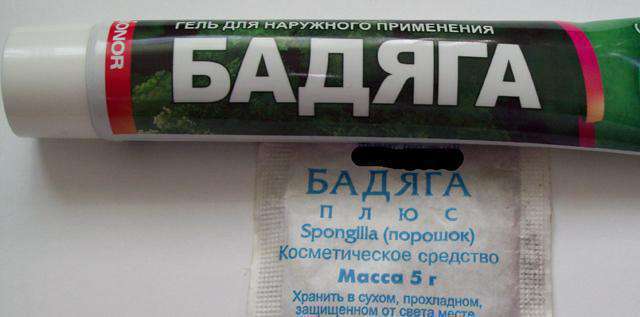 ГЕЛЬ ДЛЯ НАРУЖНОГО ПРИМЕНЕНИЯ
БАДЯГА
БАДЯГА
ПЛЮС
Spongilla (порошок)
Косметическое средство
Масса 5 г
Хранить в сухом, прохладном,
защищенном от света месте